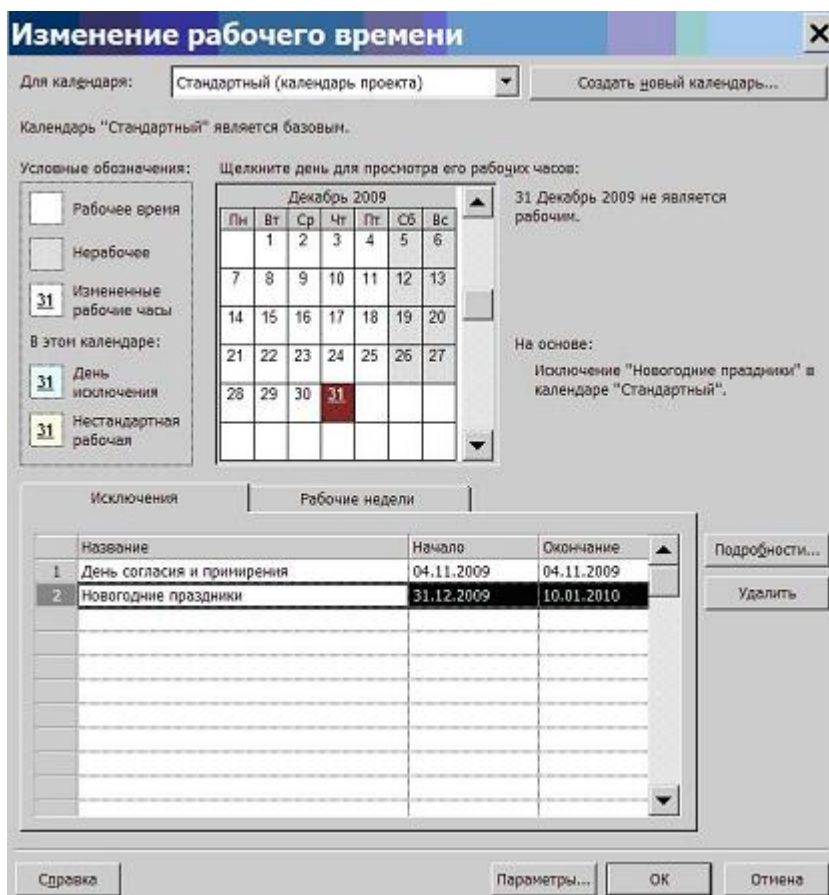 Изменение рабочего времени
Для календаря: Стандартный (календарь проекта) Создать новый календарь...
Календарь "Стандартный" является базовым.
Условные обозначения:
Рабочее время
Нерабочее
31 Измененные
рабочие часы
В этом календаре:
31 День
исключения
31 Нестандартная
рабочая
Щелкните день для просмотра его рабочих часов:
Декабрь 2009
Пн Вт Ср Чт Пт Сб Вс
1 2 3 4 5 6
7 8 9 10 11 12 13
14 15 16 17 18 19 20
21 22 23 24 25 26 27
28 29 30 31
31 Декабрь 2009 не является
рабочим.
На основе:
Исключение "Новогодние праздники" в
календаре "Стандартный".
Исключения Рабочие недели
Название Начало Окончание
1 День согласия и примирения 04.11.2009 04.11.2009
2 Новогодние праздники 31.12.2009 10.01.2010
Подробности...
Удалить
Справка Параметры... ОК Отмена